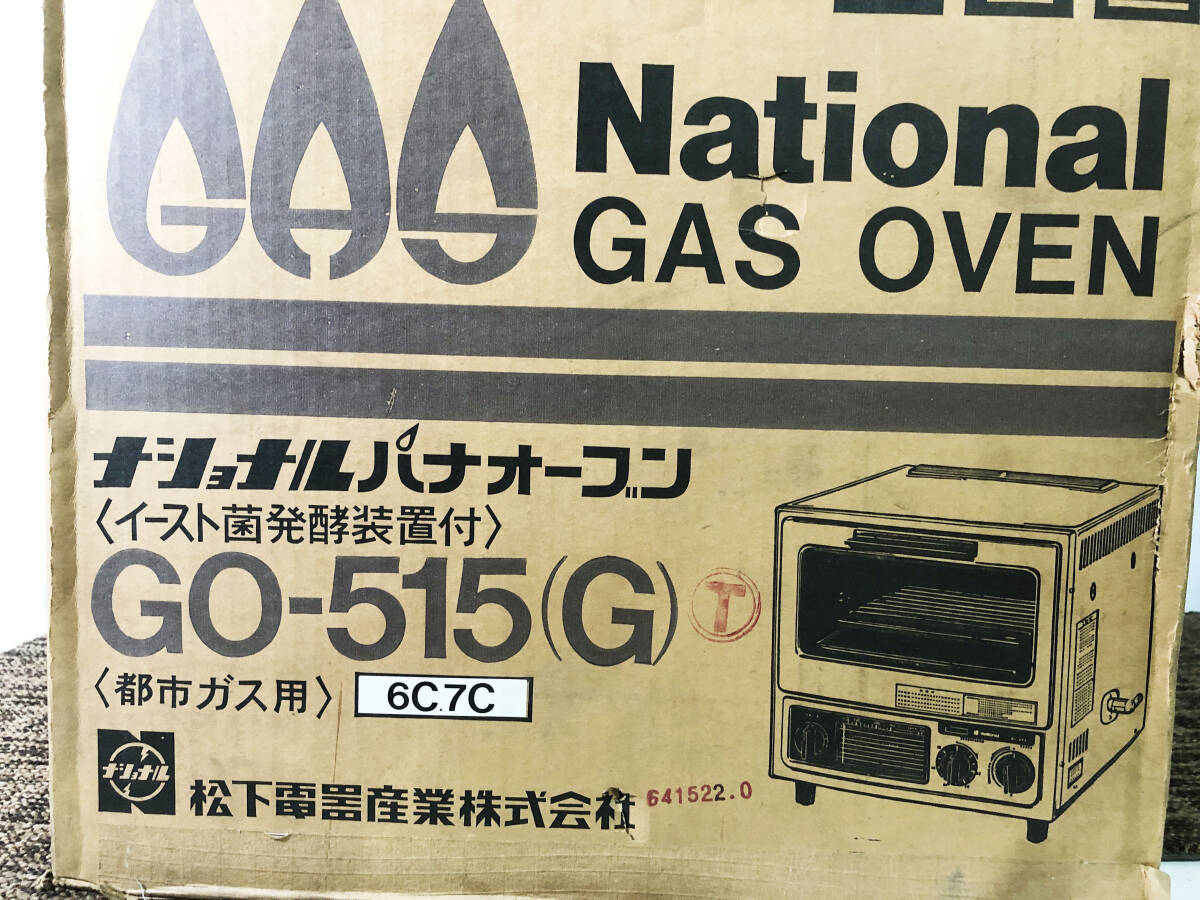 GAS
National
GAS OVEN
ナショナルパナオーブン
〈イースト菌発酵装置付〉
GO-515(G) T
〈都市ガス用〉 6C.7C
ナショナル
松下電器産業株式会社 641522.0
National